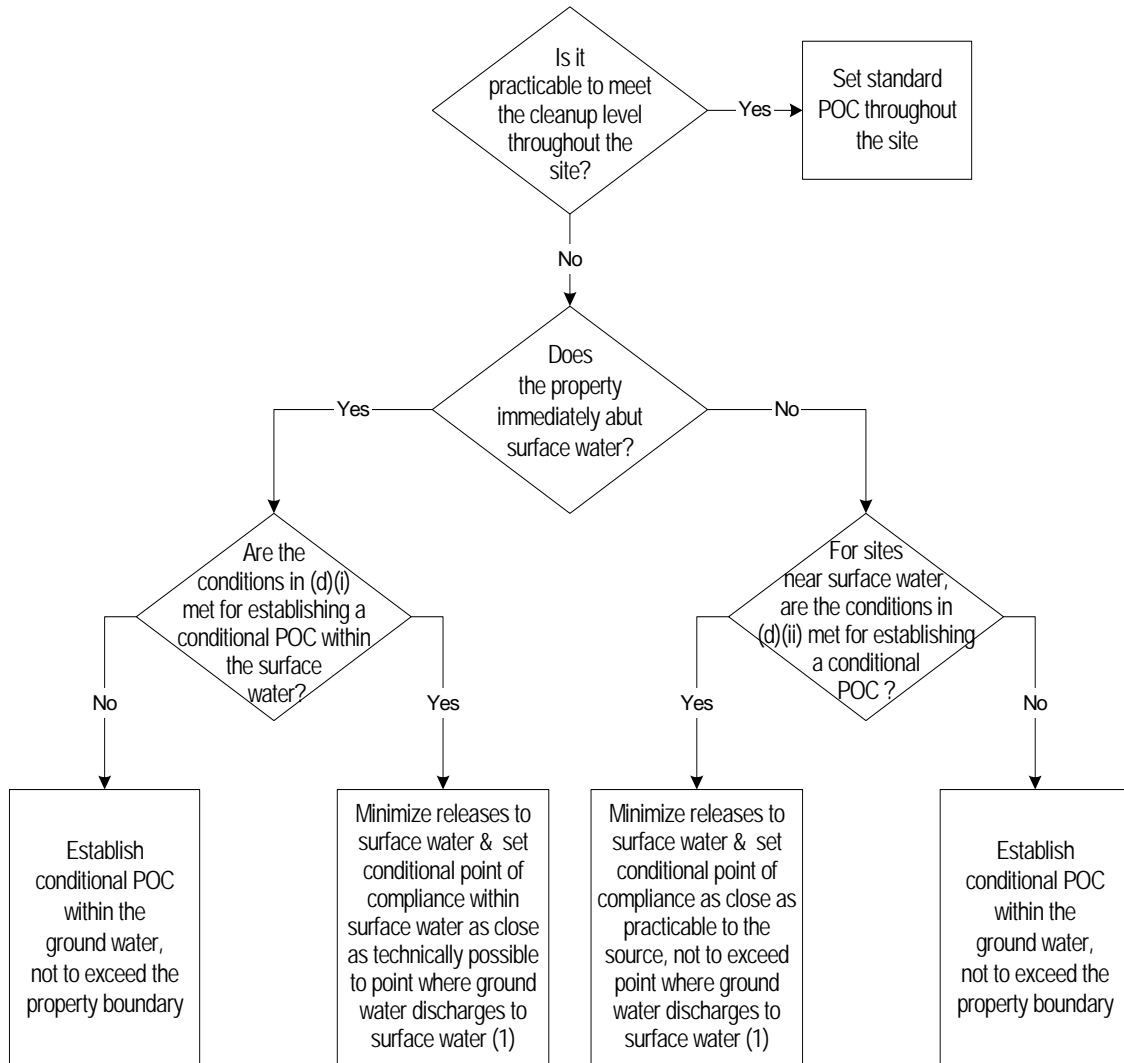 Is it
practicable to meet
the cleanup level
throughout the
site?
Yes
Set standard
POC throughout
the site
No
Does
the property
immediately abut
surface water?
Yes
No
Are the
conditions in (d)(i)
met for establishing a
conditional POC within
the surface
water?
For sites
near surface water,
are the conditions in
(d)(ii) met for establishing
a conditional
POC ?
No
Yes
Yes
No
Establish
conditional POC
within the
ground water,
not to exceed the
property boundary
Minimize releases to
surface water & set
conditional point of
compliance within
surface water as close
as technically possible
to point where ground
water discharges to
surface water (1)
Minimize releases to
surface water & set
conditional point of
compliance as close as
practicable to the
source, not to exceed
point where ground
water discharges to
surface water (1)
Establish
conditional POC
within the
ground water,
not to exceed the
property boundary